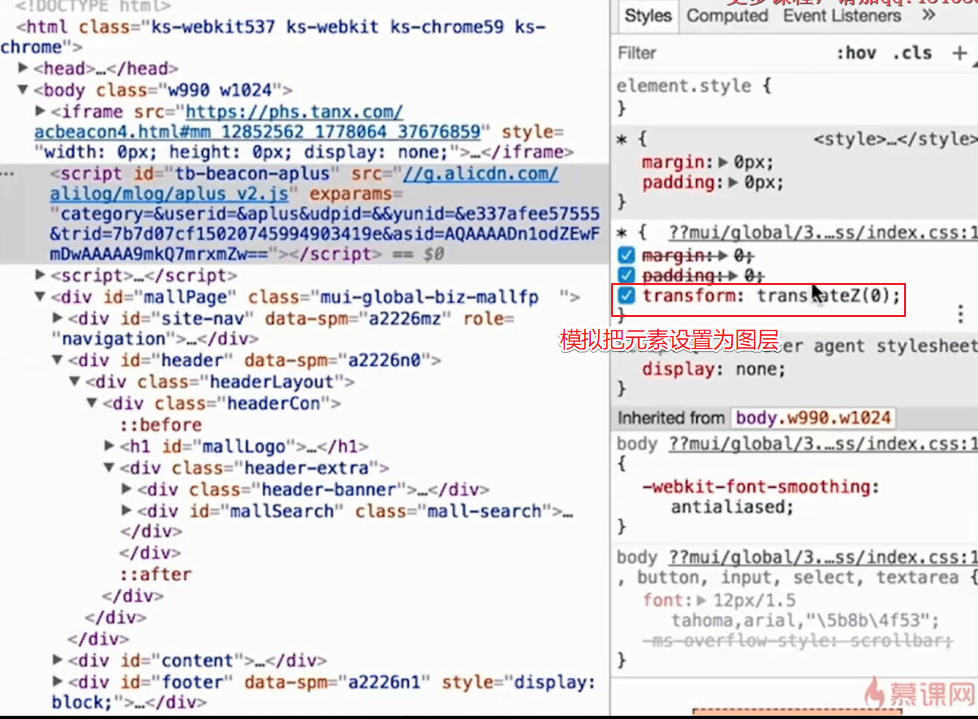 <!DOCTYPE html>
<html class="ks-webkit537 ks-webkit ks-chrome59 ks-
chrome">
<head>…</head>
<body class="w990 w1024">
<iframe src="https://phs.tanx.com/
acbeacon4.html#mm_12852562_1778064_37676859" style=
"width: 0px; height: 0px; display: none;">…</iframe>
<script id="tb-beacon-aplus" src="//g.alicdn.com/
alilog/mlog/aplus_v2.js" exparams=
"category=&userid=&aplus&udpid=&&yunid=&e337afee57555
&trid=7b7d07cf15020745994903419e&asid=AQAAAADn1odZEwF
mDwAAAAA9mkQ7mrxmZw=="></script> == $0
<script>…</script>
<div id="mallPage" class="mui-global-biz-mallfp  ">
<div id="site-nav" data-spm="a2226mz" role=
"navigation">…</div>
<div id="header" data-spm="a2226n0">
<div class="headerLayout">
<div class="headerCon">
::before
<h1 id="mallLogo">…</h1>
<div class="header-extra">
<div class="header-banner">…</div>
<div id="mallSearch" class="mall-search">…
</div>
</div>
::after
</div>
</div>
</div>
<div id="content">…</div>
<div id="footer" data-spm="a2226n1" style="display:
block;">…</div>
更多课程，请加qq:
Styles Computed Event Listeners »
Filter :hov .cls +
element.style {
}
* { <style>…</style>
margin: 0px;
padding: 0px;
}
* { ??mui/global/3.…ss/index.css:1
margin: 0;
padding: 0;
transform: translateZ(0);
}
模拟把元素设置为图层
user agent stylesheet
display: none;
}
Inherited from body.w990.w1024
body ??mui/global/3.…ss/index.css:1
{
-webkit-font-smoothing:
antialiased;
}
body ??mui/global/3.…ss/index.css:1
, button, input, select, textarea {
font: 12px/1.5
tahoma,arial,"\5b8b\4f53";
-ms-overflow-style: scrollbar;
}
慕课网